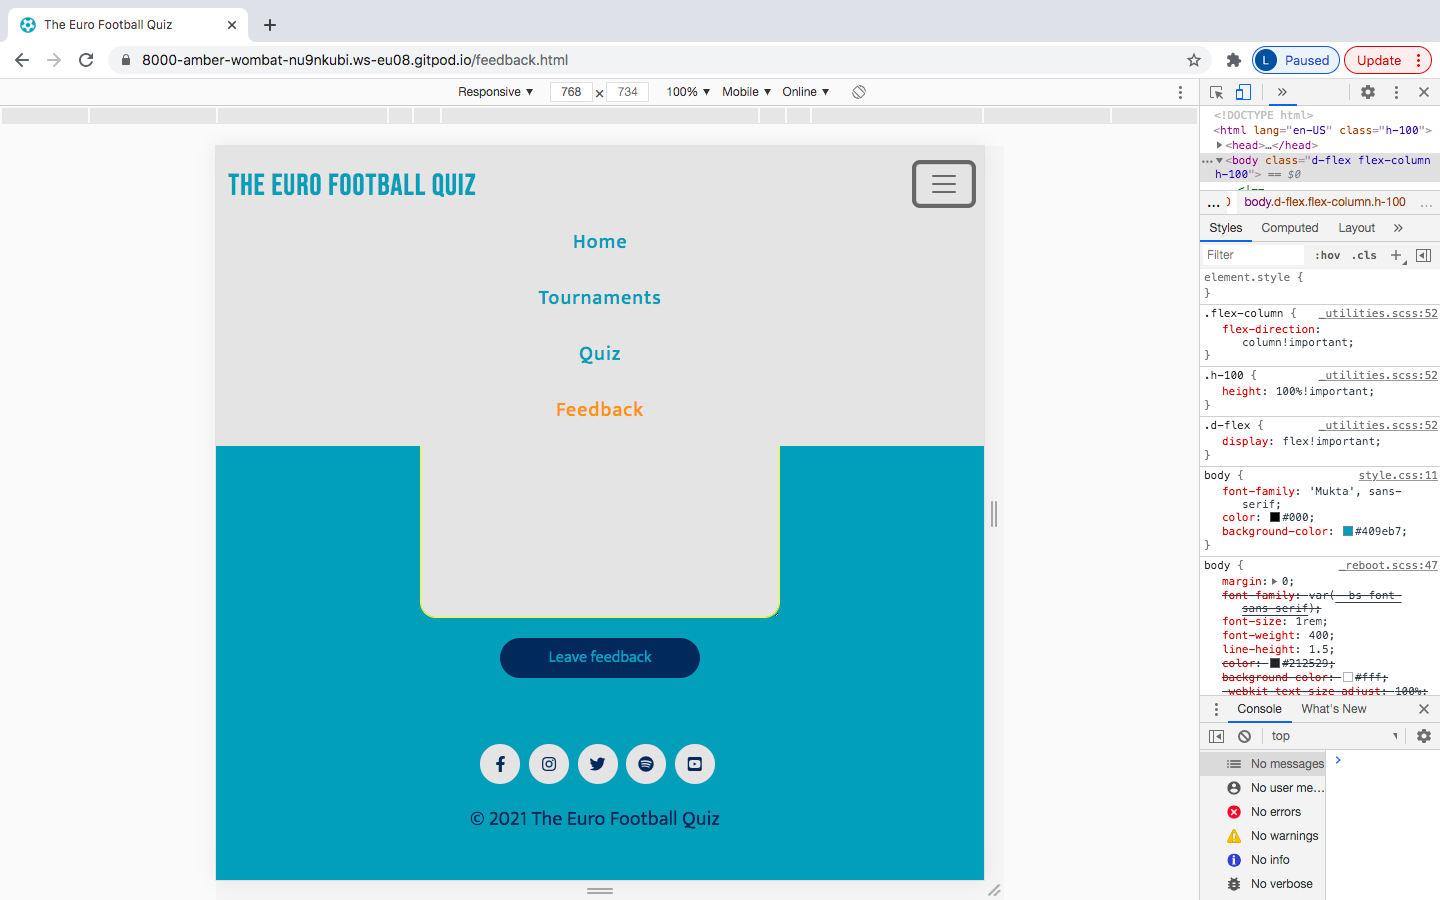 The Euro Football Quiz
8000-amber-wombat-nu9nkubi.ws-eu08.gitpod.io/feedback.html
L Paused
Update
Responsive ▼ 768 × 734 100% ▼ Mobile ▼ Online ▼
THE EURO FOOTBALL QUIZ
Home
Tournaments
Quiz
Feedback
Leave feedback
© 2021 The Euro Football Quiz
<!DOCTYPE html>
<html lang="en-US" class="h-100">
▶<head>…</head>
…▼<body class="d-flex flex-column
h-100"> == $0
<!--
… body.d-flex.flex-column.h-100 …
Styles Computed Layout »
Filter :hov .cls +
element.style {
}
.flex-column { _utilities.scss:52
flex-direction:
column!important;
}
.h-100 { _utilities.scss:52
height: 100%!important;
}
.d-flex { _utilities.scss:52
display: flex!important;
}
body { style.css:11
font-family: 'Mukta', sans-
serif;
color: #000;
background-color: #409eb7;
}
body { _reboot.scss:47
margin: ▶ 0;
font-family: var(--bs-font-
sans-serif);
font-size: 1rem;
font-weight: 400;
line-height: 1.5;
color: #212529;
background-color: #fff;
-webkit-text-size-adjust: 100%;
Console What's New
top ▼
No messages
No user me...
No errors
No warnings
No info
No verbose